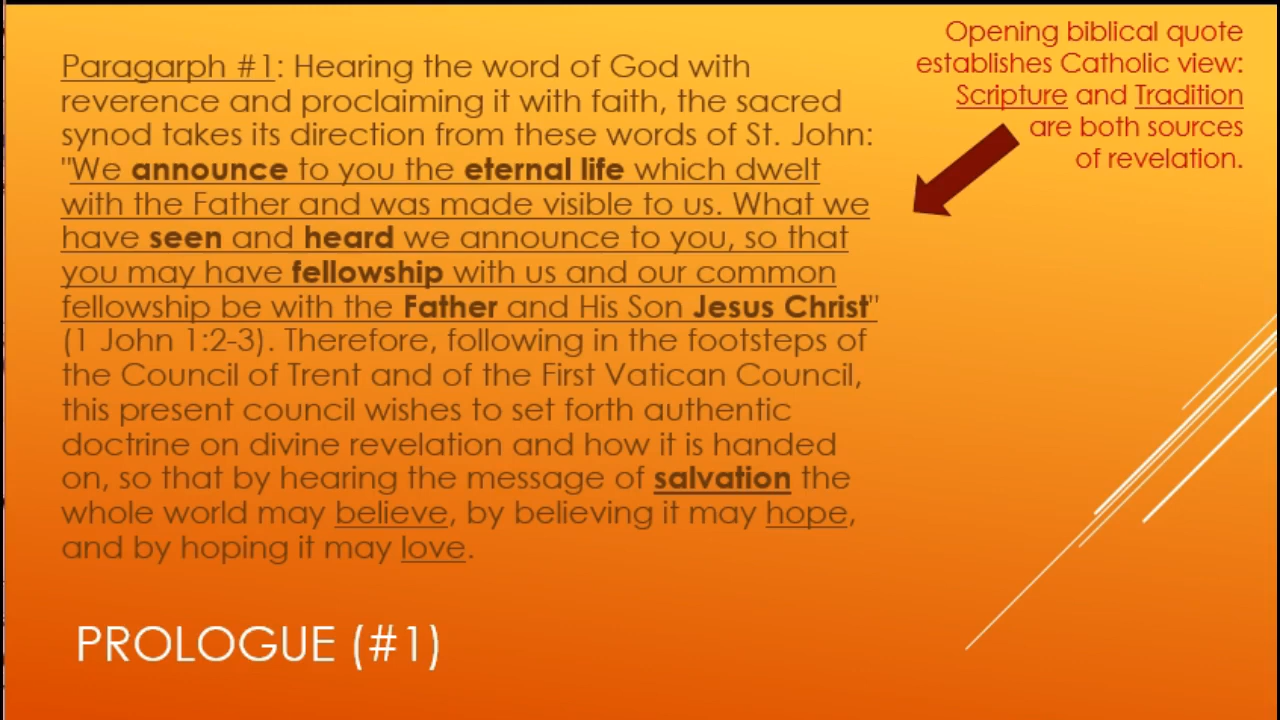 Paragarph #1: Hearing the word of God with
reverence and proclaiming it with faith, the sacred
synod takes its direction from these words of St. John:
"We announce to you the eternal life which dwelt
with the Father and was made visible to us. What we
have seen and heard we announce to you, so that
you may have fellowship with us and our common
fellowship be with the Father and His Son Jesus Christ"
(1 John 1:2-3). Therefore, following in the footsteps of
the Council of Trent and of the First Vatican Council,
this present council wishes to set forth authentic
doctrine on divine revelation and how it is handed
on, so that by hearing the message of salvation the
whole world may believe, by believing it may hope,
and by hoping it may love.
Opening biblical quote
establishes Catholic view:
Scripture and Tradition
are both sources
of revelation.
PROLOGUE (#1)